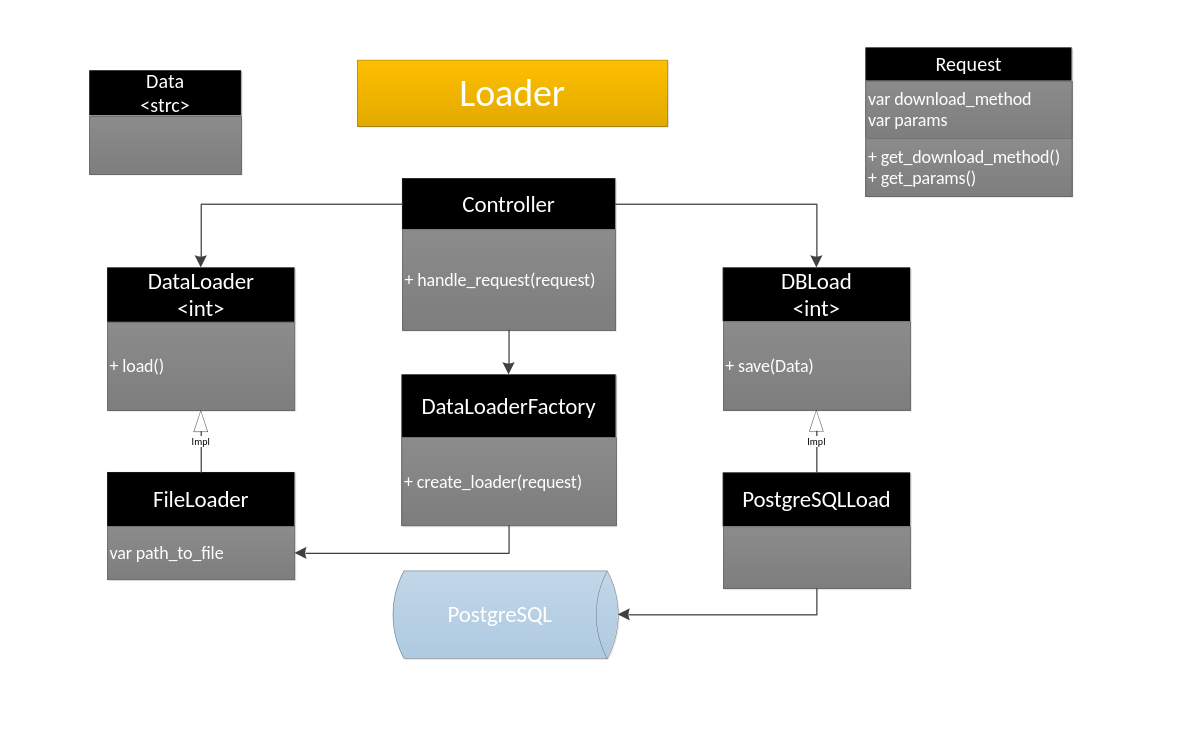 Data
<strc>
Loader
Request
var download_method
var params
+ get_download_method()
+ get_params()
Controller
+ handle_request(request)
DataLoader
<int>
+ load()
DBLoad
<int>
+ save(Data)
DataLoaderFactory
+ create_loader(request)
Impl
Impl
FileLoader
var path_to_file
PostgreSQLLoad
PostgreSQL